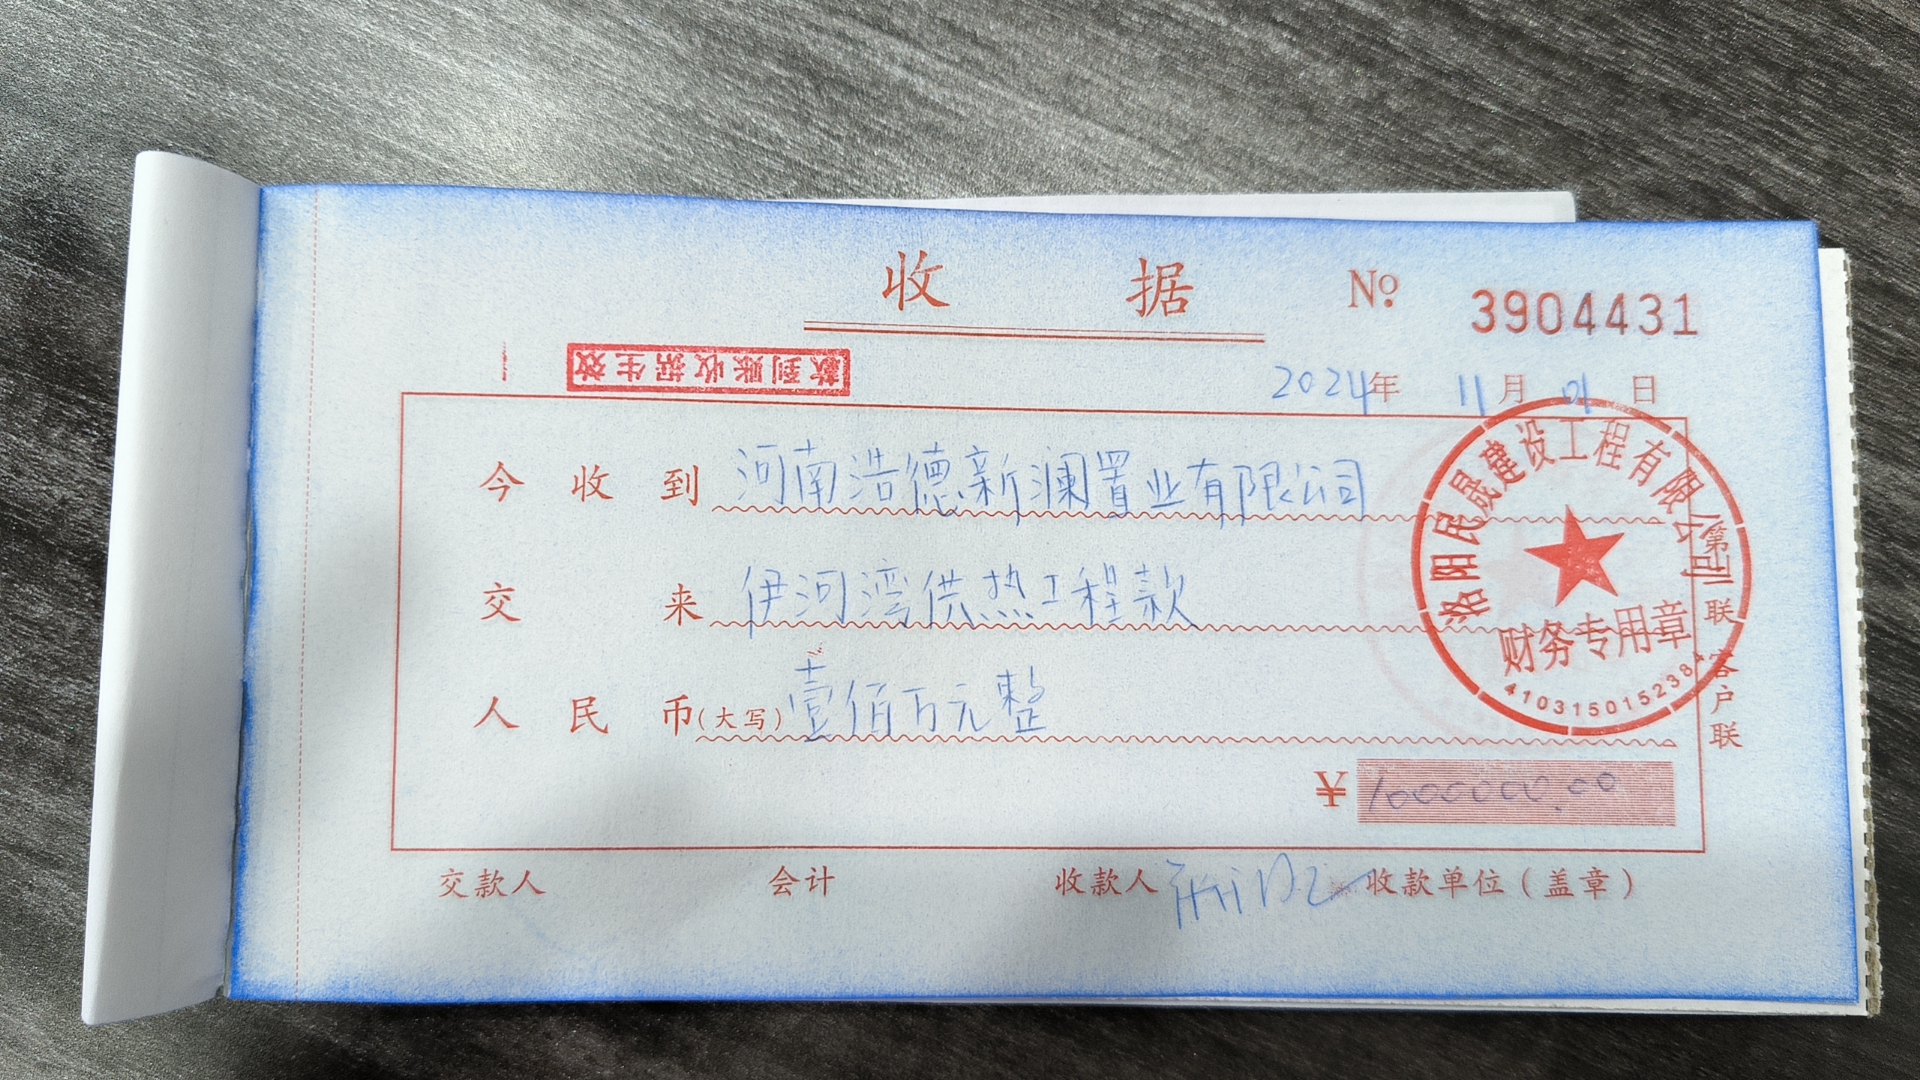 收 据 № 3904431
款到账收据生效
2024年 11月 01日
今收到 河南浩德新澜置业有限公司
交来 伊河湾供热工程款
人民币(大写) 壹佰万元整
¥ 1000000.00
交款人 会计 收款人 收款单位(盖章)
第二联 客户联
洛阳民晟建设工程有限公司
财务专用章
4103150152384